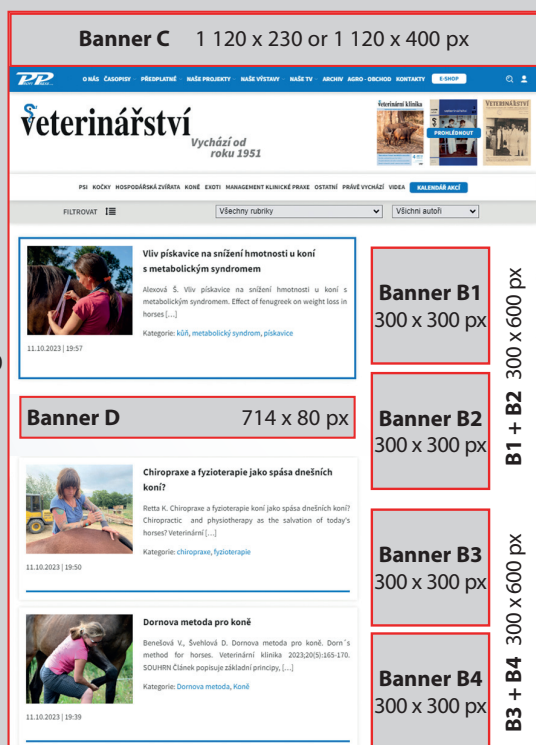 Banner C 1 120 x 230 or 1 120 x 400 px
PP
O NÁS ČASOPISY PŘEDPLATNÉ NAŠE PROJEKTY NAŠE VÝSTAVY NAŠE TV ARCHIV AGRO - OBCHOD KONTAKTY E-SHOP
Veterinářství
Vychází od
roku 1951
Veterinární klinika
VETERINÁŘSTVÍ
PROHLÉDNOUT
PSI KOČKY HOSPODÁŘSKÁ ZVÍŘATA KONĚ EXOTI MANAGEMENT KLINICKÉ PRAXE OSTATNÍ PRÁVĚ VYCHÁZÍ VIDEA KALENDÁŘ AKCÍ
FILTROVAT Všechny rubriky Všichni autoři
Vliv pískavice na snížení hmotnosti u koní
s metabolickým syndromem
Alexová S. Vliv pískavice na snížení hmotnosti u koní s
metabolickým syndromem. Effect of fenugreek on weight loss in
horses [...]
Kategorie: kůň, metabolický syndrom, pískavice
11.10.2023 | 19:57
Banner B1
300 x 300 px
Banner B2
300 x 300 px
B1 + B2 300 x 600 px
Banner D 714 x 80 px
Chiropraxe a fyzioterapie jako spása dnešních
koní?
Retta K. Chiropraxe a fyzioterapie koní jako spása dnešních koní?
Chiropractic and physiotherapy as the salvation of today's
horses? Veterinární [...]
Kategorie: chiropraxe, fyzioterapie
11.10.2023 | 19:50
Banner B3
300 x 300 px
Banner B4
300 x 300 px
B3 + B4 300 x 600 px
Dornova metoda pro koně
Benešová V., Švehlová D. Dornova metoda pro koně. Dorn´s
method for horses. Veterinární klinika 2023;20(5):165-170.
SOUHRN Článek popisuje základní principy, [...]
Kategorie: Dornova metoda, Koně
11.10.2023 | 19:39